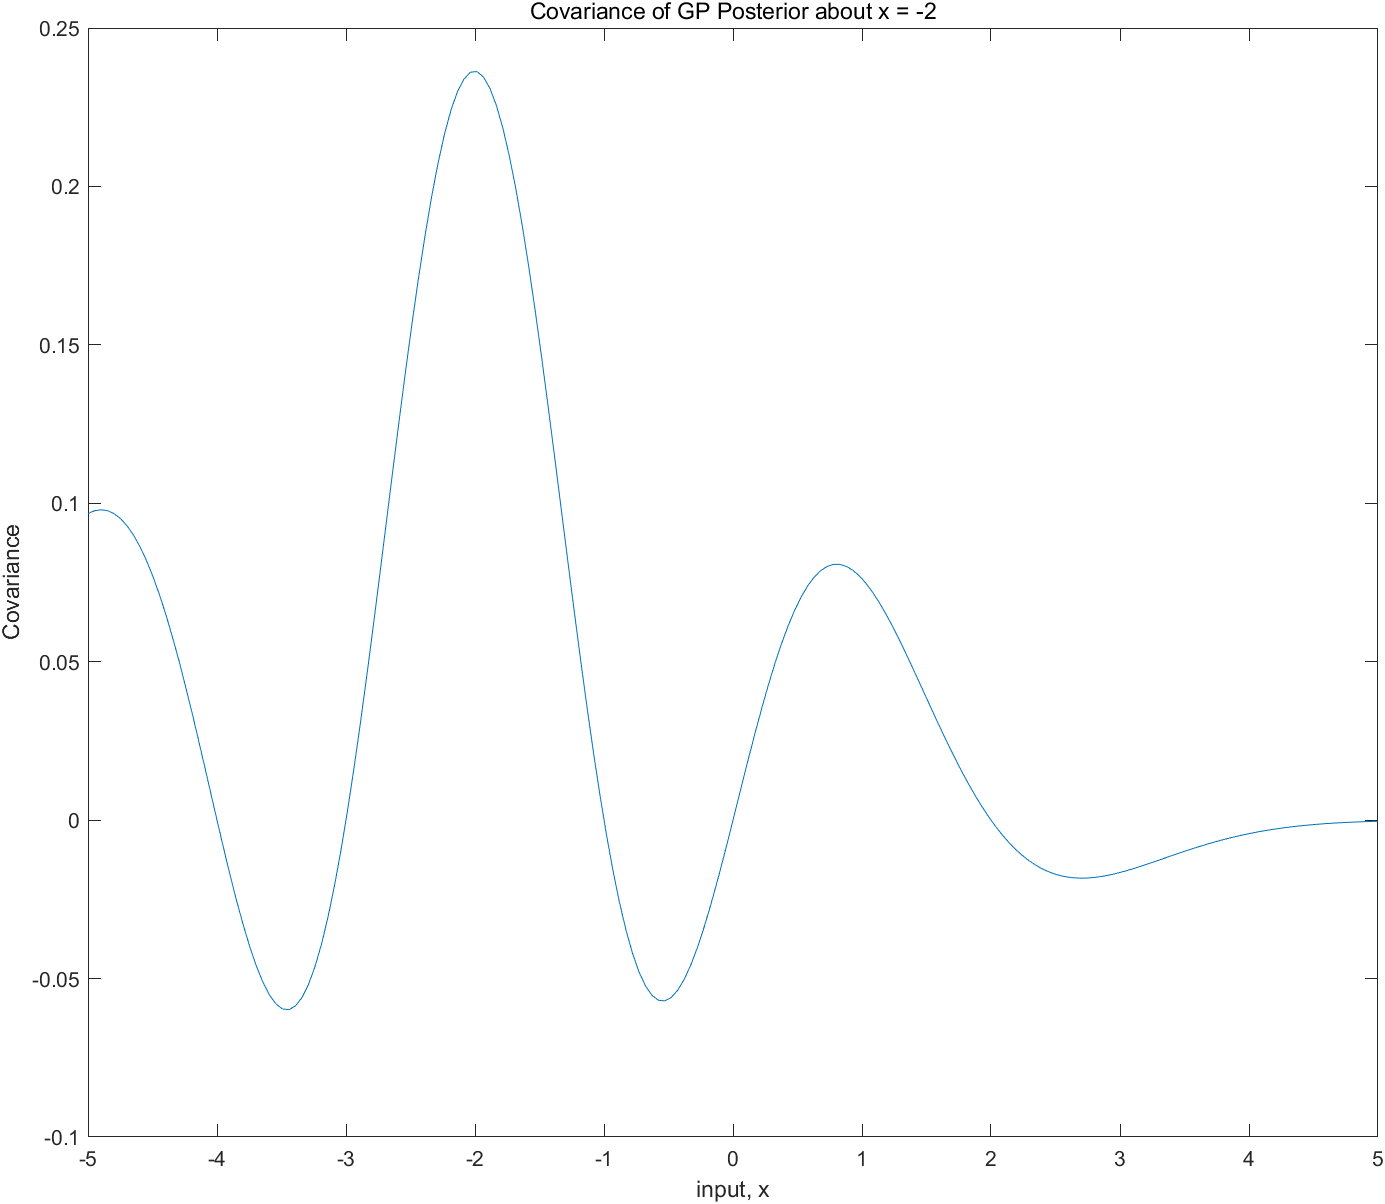 Covariance of GP Posterior about x = -2
0.25
0.2
0.15
0.1
0.05
0
-0.05
-0.1
Covariance
-5 -4 -3 -2 -1 0 1 2 3 4 5
input, x